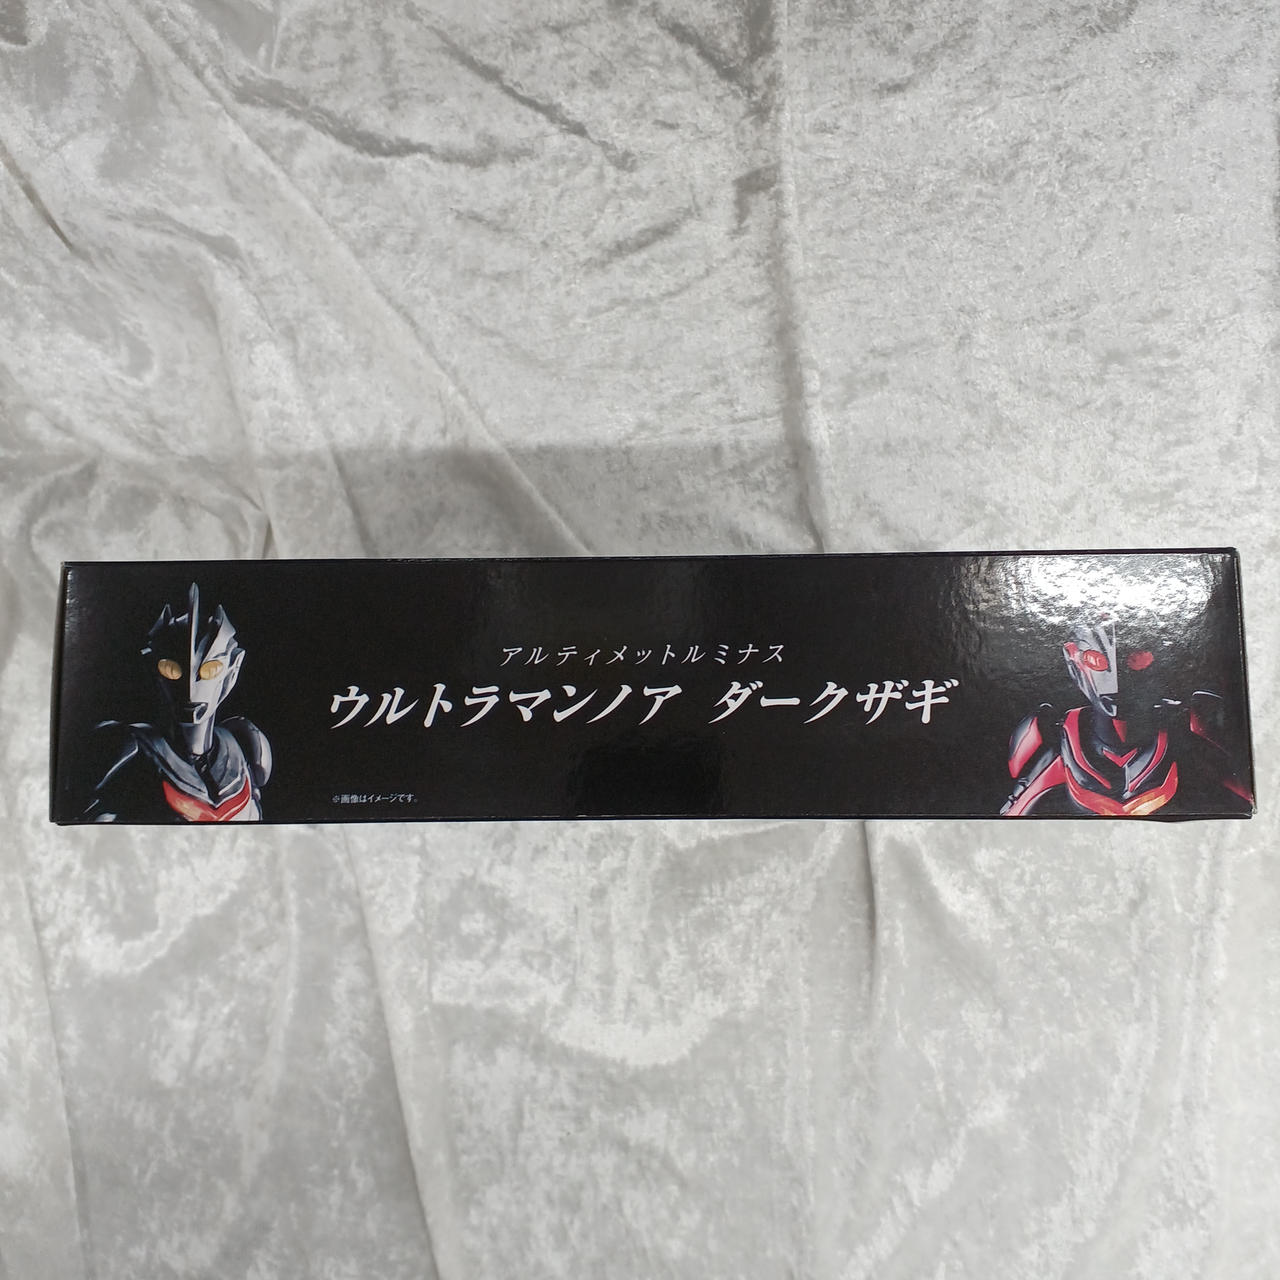 アルティメットルミナス
ウルトラマンノア ダークザギ
※画像はイメージです。